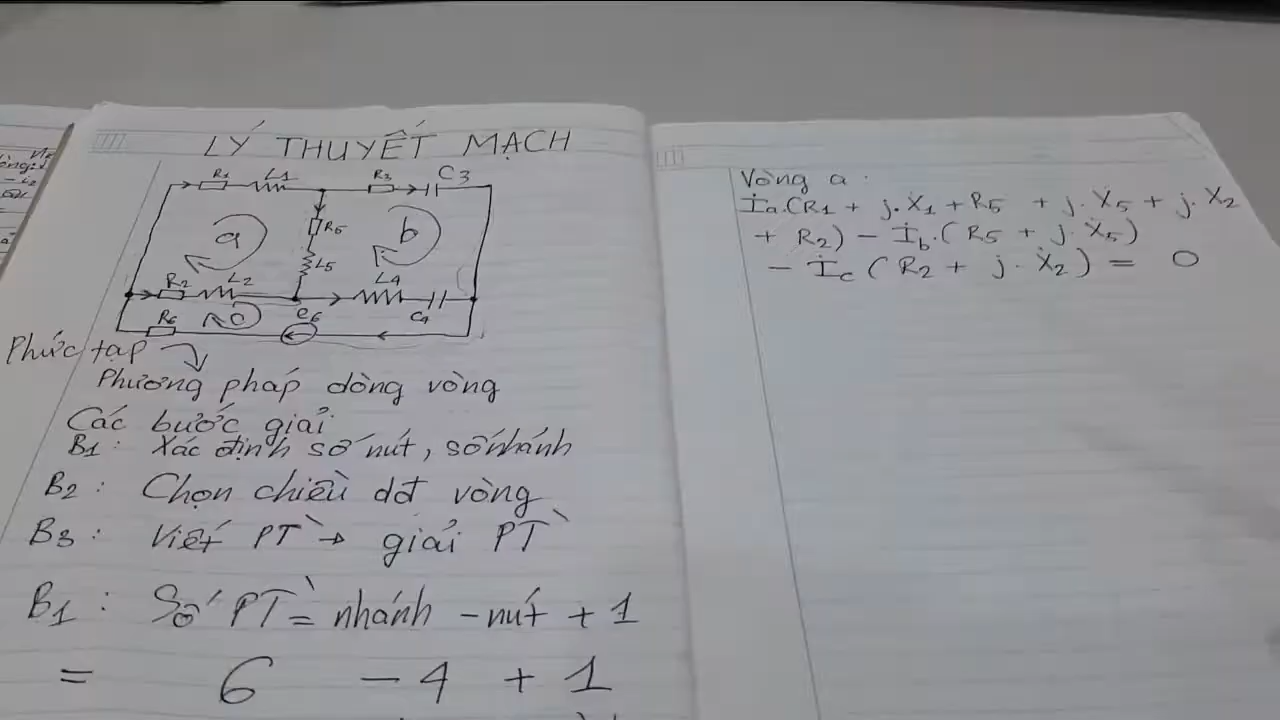 LÝ THUYẾT MẠCH
R1 L1 R3 C3
a R5 b
L5
R2 L2 L4
R6 c e6 C4
Phức tạp
Phương pháp dòng vòng
Các bước giải
B1: Xác định số nút, số nhánh
B2: Chọn chiều dđ vòng
B3: Viết PT → giải PT
B1: Số PT = nhánh - nút + 1
= 6 - 4 + 1
Vòng a:
İa.(R1 + j.X1 + R5 + j.X5 + j.X2
+ R2) - İb.(R5 + j.X5)
- İc (R2 + j.X2) = 0